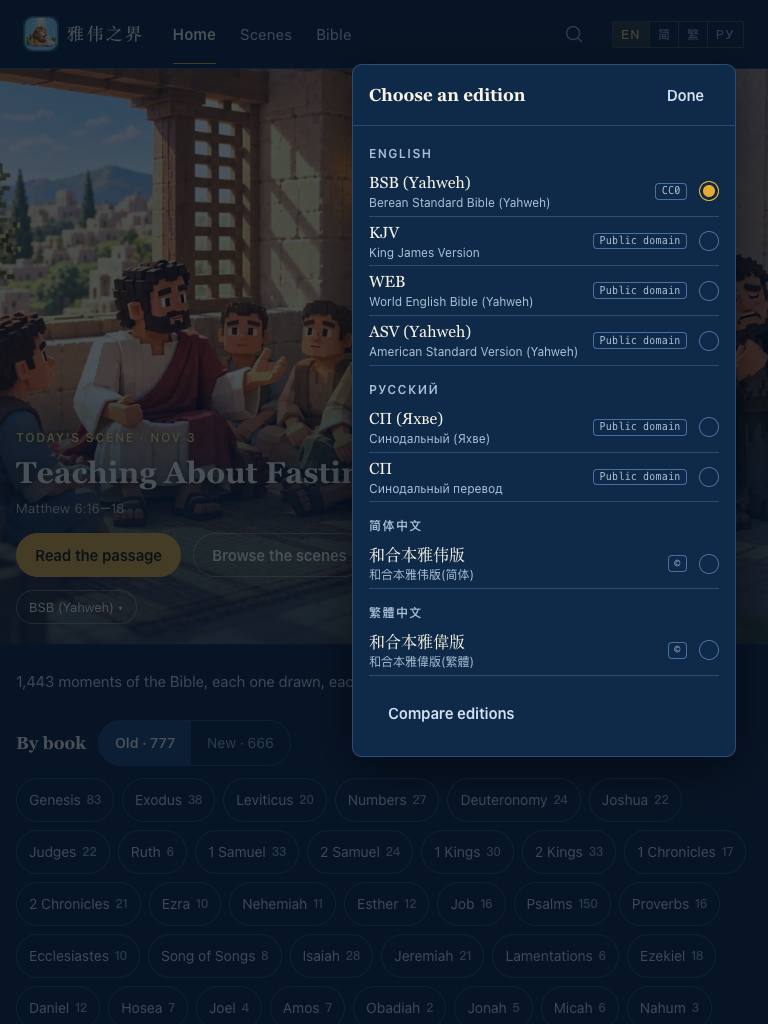 雅伟之界 Home Scenes Bible EN 简 繁 РУ
Choose an edition Done
ENGLISH
BSB (Yahweh) CC0
Berean Standard Bible (Yahweh)
KJV Public domain
King James Version
WEB Public domain
World English Bible (Yahweh)
ASV (Yahweh) Public domain
American Standard Version (Yahweh)
РУССКИЙ
СП (Яхве) Public domain
Синодальный (Яхве)
СП Public domain
Синодальный перевод
简体中文
和合本雅伟版 ©
和合本雅伟版(简体)
繁體中文
和合本雅偉版 ©
和合本雅偉版(繁體)
Compare editions
TODAY'S SCENE · NOV 3
Teaching About Fastin
Matthew 6:16–18
Read the passage Browse the scenes
BSB (Yahweh)
1,443 moments of the Bible, each one drawn, eac
By book Old · 777 New · 666
Genesis 83 Exodus 38 Leviticus 20 Numbers 27 Deuteronomy 24 Joshua 22
Judges 22 Ruth 6 1 Samuel 33 2 Samuel 24 1 Kings 30 2 Kings 33 1 Chronicles 17
2 Chronicles 21 Ezra 10 Nehemiah 11 Esther 12 Job 16 Psalms 150 Proverbs 16
Ecclesiastes 10 Song of Songs 8 Isaiah 28 Jeremiah 21 Lamentations 6 Ezekiel 18
Daniel 12 Hosea 7 Joel 4 Amos 7 Obadiah 2 Jonah 5 Micah 6 Nahum 3